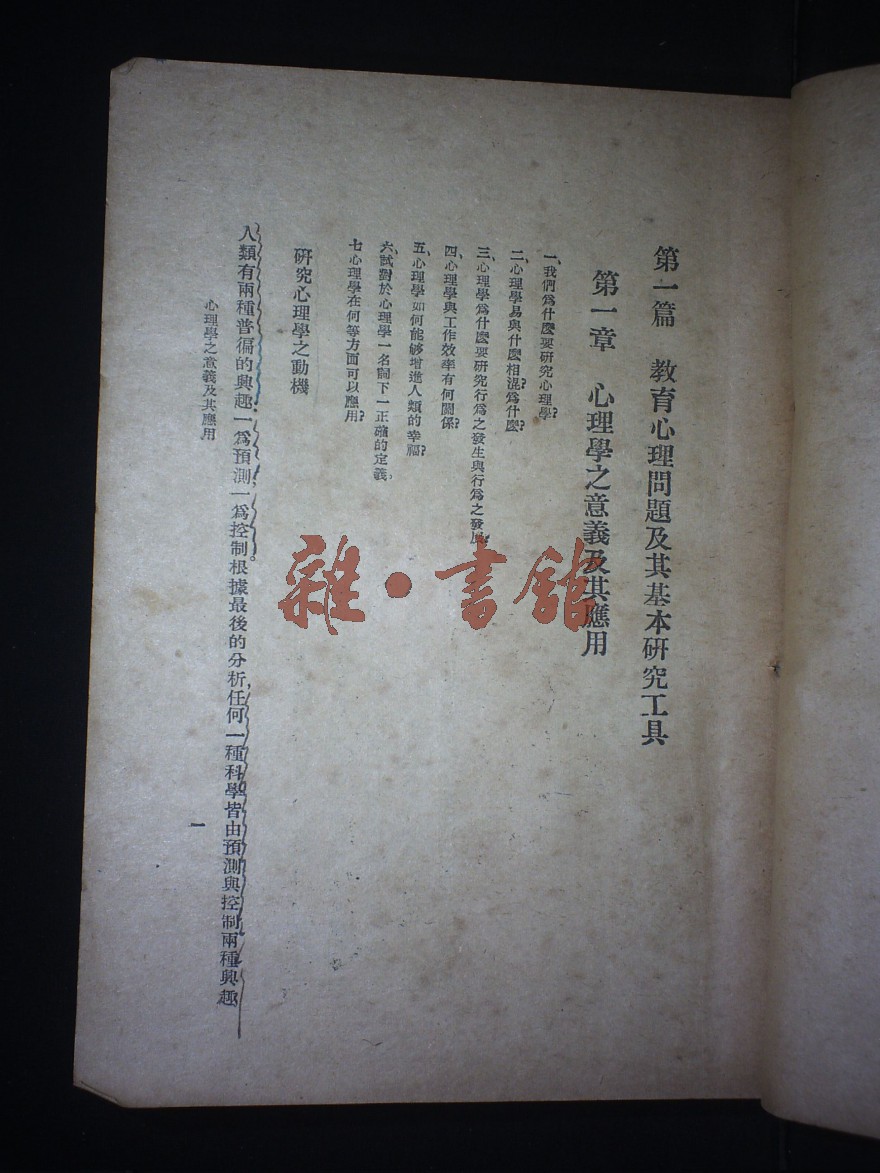 第一篇 教育心理問題及其基本研究工具
第一章 心理學之意義及其應用
一、我們爲什麽要研究心理學?
二、心理學易與什麽相混?爲什麽?
三、心理學爲什麽要研究行爲之發生與行爲之發展?
四、心理學與工作效率有何關係?
五、心理學如何能够增進人類的幸福?
六、試對於心理學一名詞下一正確的定義。
七、心理學在何等方面可以應用?
研究心理學之動機
人類有兩種普徧的興趣:一爲預測,一爲控制。根據最後的分析,任何一種科學皆由預測與控制兩種興趣
心理學之意義及其應用
一
雜·書館